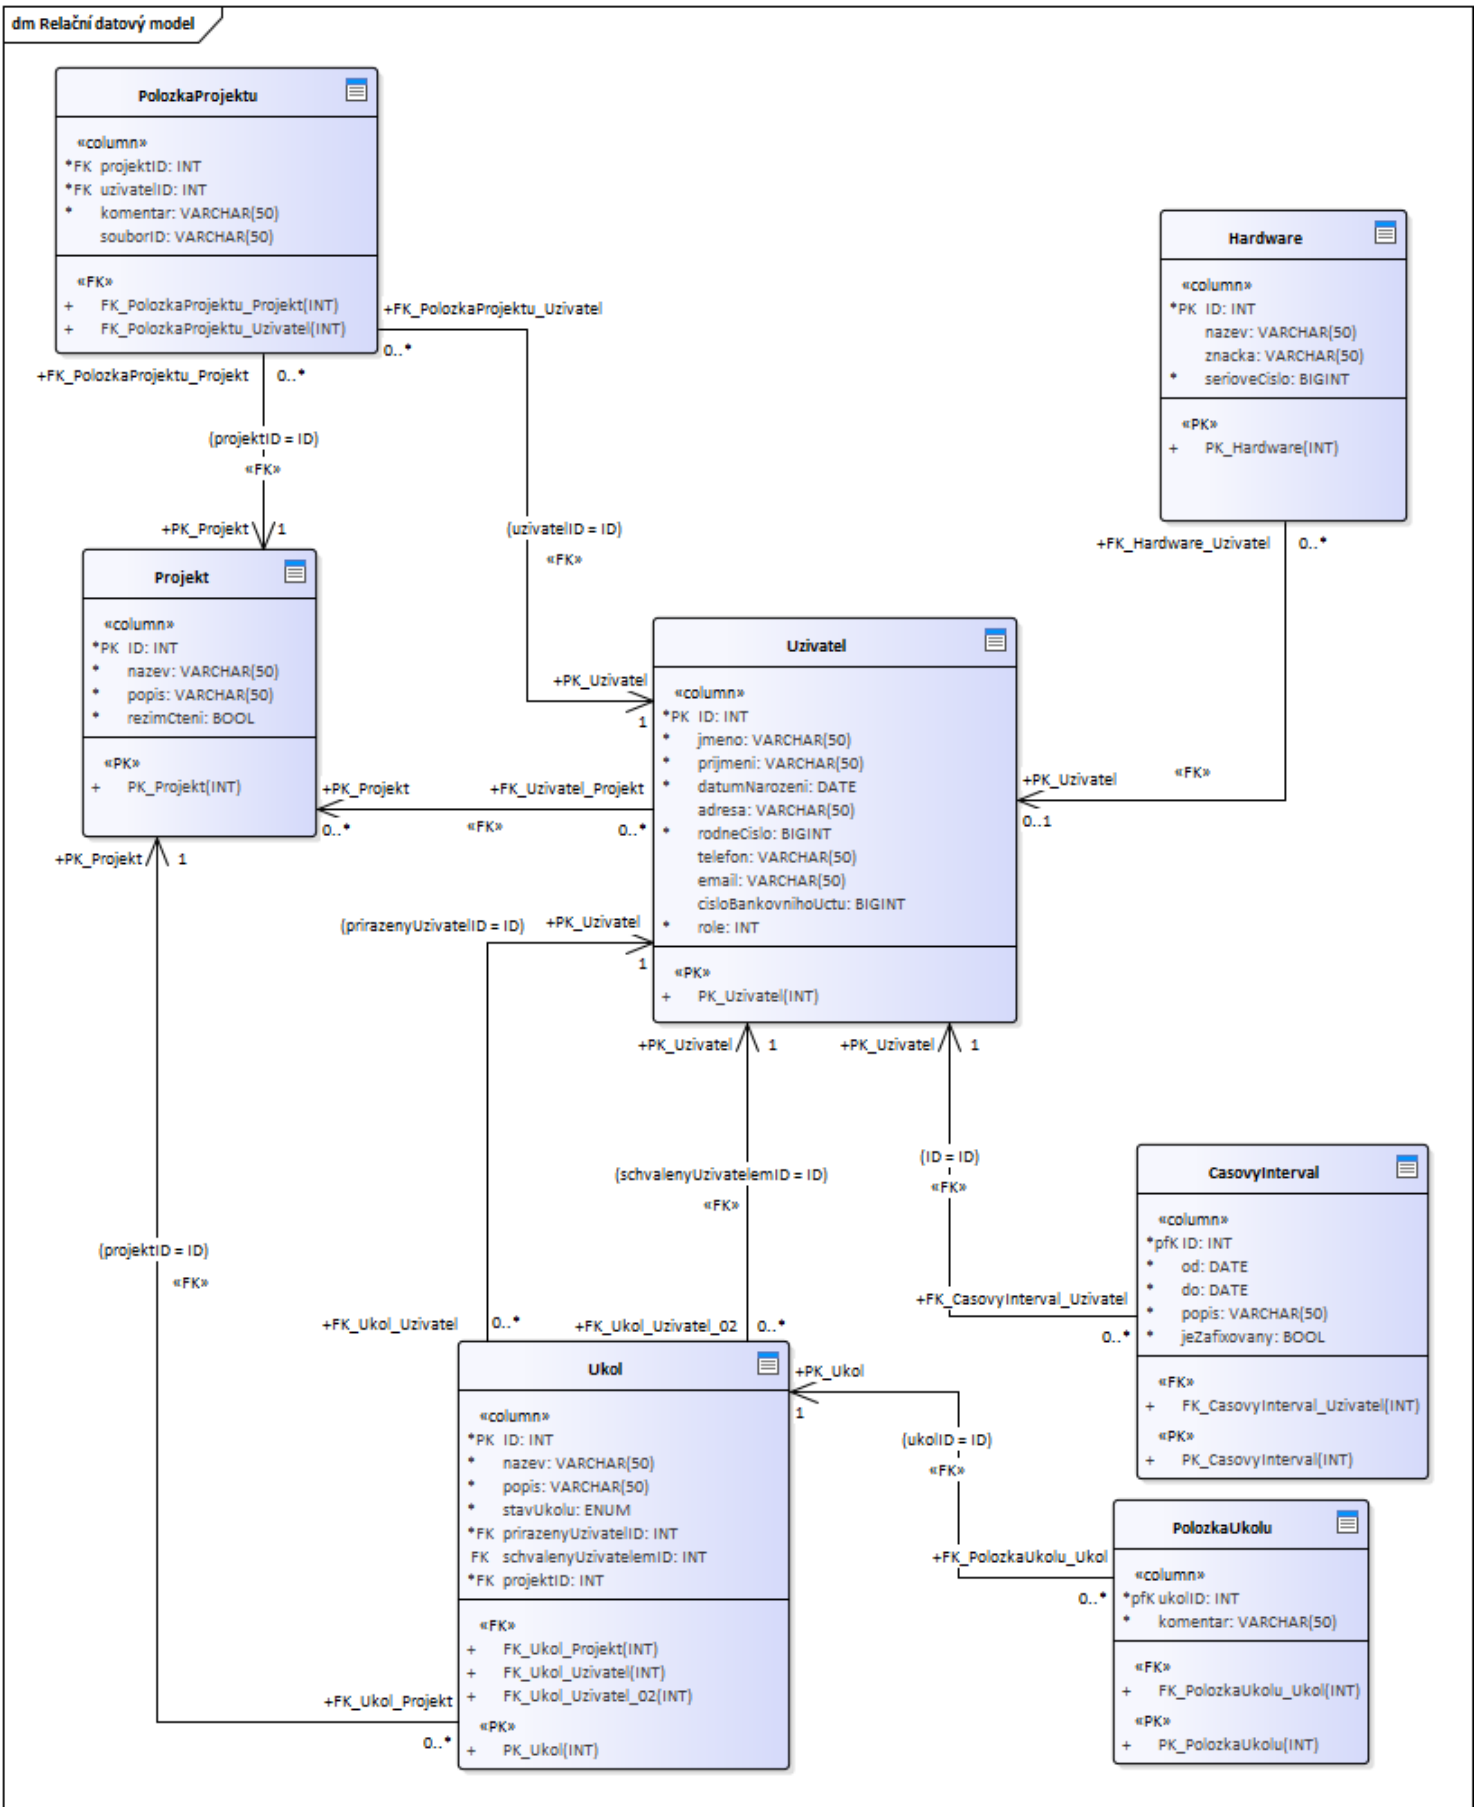 dm Relační datový model
PolozkaProjektu
«column»
*FK projektID: INT
*FK uzivatelID: INT
* komentar: VARCHAR(50)
souborID: VARCHAR(50)
«FK»
+ FK_PolozkaProjektu_Projekt(INT)
+ FK_PolozkaProjektu_Uzivatel(INT)
+FK_PolozkaProjektu_Uzivatel
0..*
+FK_PolozkaProjektu_Projekt 0..*
(projektID = ID)
«FK»
+PK_Projekt 1
(uzivatelID = ID)
«FK»
+PK_Uzivatel
1
Hardware
«column»
*PK ID: INT
nazev: VARCHAR(50)
znacka: VARCHAR(50)
* serioveCislo: BIGINT
«PK»
+ PK_Hardware(INT)
+FK_Hardware_Uzivatel 0..*
«FK»
+PK_Uzivatel
0..1
Projekt
«column»
*PK ID: INT
* nazev: VARCHAR(50)
* popis: VARCHAR(50)
* rezimCteni: BOOL
«PK»
+ PK_Projekt(INT)
+PK_Projekt +FK_Uzivatel_Projekt
0..* «FK» 0..*
+PK_Projekt 1
Uzivatel
«column»
*PK ID: INT
* jmeno: VARCHAR(50)
* prijmeni: VARCHAR(50)
* datumNarozeni: DATE
adresa: VARCHAR(50)
* rodneCislo: BIGINT
telefon: VARCHAR(50)
email: VARCHAR(50)
cisloBankovnihoUctu: BIGINT
* role: INT
«PK»
+ PK_Uzivatel(INT)
(prirazenyUzivatelID = ID) +PK_Uzivatel
1
+PK_Uzivatel 1
+PK_Uzivatel 1
(schvalenyUzivatelemID = ID)
«FK»
(ID = ID)
«FK»
(projektID = ID)
«FK»
+FK_CasovyInterval_Uzivatel
0..*
CasovyInterval
«column»
*pfK ID: INT
* od: DATE
* do: DATE
* popis: VARCHAR(50)
* jeZafixovany: BOOL
«FK»
+ FK_CasovyInterval_Uzivatel(INT)
«PK»
+ PK_CasovyInterval(INT)
+FK_Ukol_Uzivatel 0..*
+FK_Ukol_Uzivatel_02 0..*
Ukol
«column»
*PK ID: INT
* nazev: VARCHAR(50)
* popis: VARCHAR(50)
* stavUkolu: ENUM
*FK prirazenyUzivatelID: INT
FK schvalenyUzivatelemID: INT
*FK projektID: INT
«FK»
+ FK_Ukol_Projekt(INT)
+ FK_Ukol_Uzivatel(INT)
+ FK_Ukol_Uzivatel_02(INT)
«PK»
+ PK_Ukol(INT)
+FK_Ukol_Projekt
0..*
+PK_Ukol
1
(ukolID = ID)
«FK»
+FK_PolozkaUkolu_Ukol
0..*
PolozkaUkolu
«column»
*pfK ukolID: INT
* komentar: VARCHAR(50)
«FK»
+ FK_PolozkaUkolu_Ukol(INT)
«PK»
+ PK_PolozkaUkolu(INT)